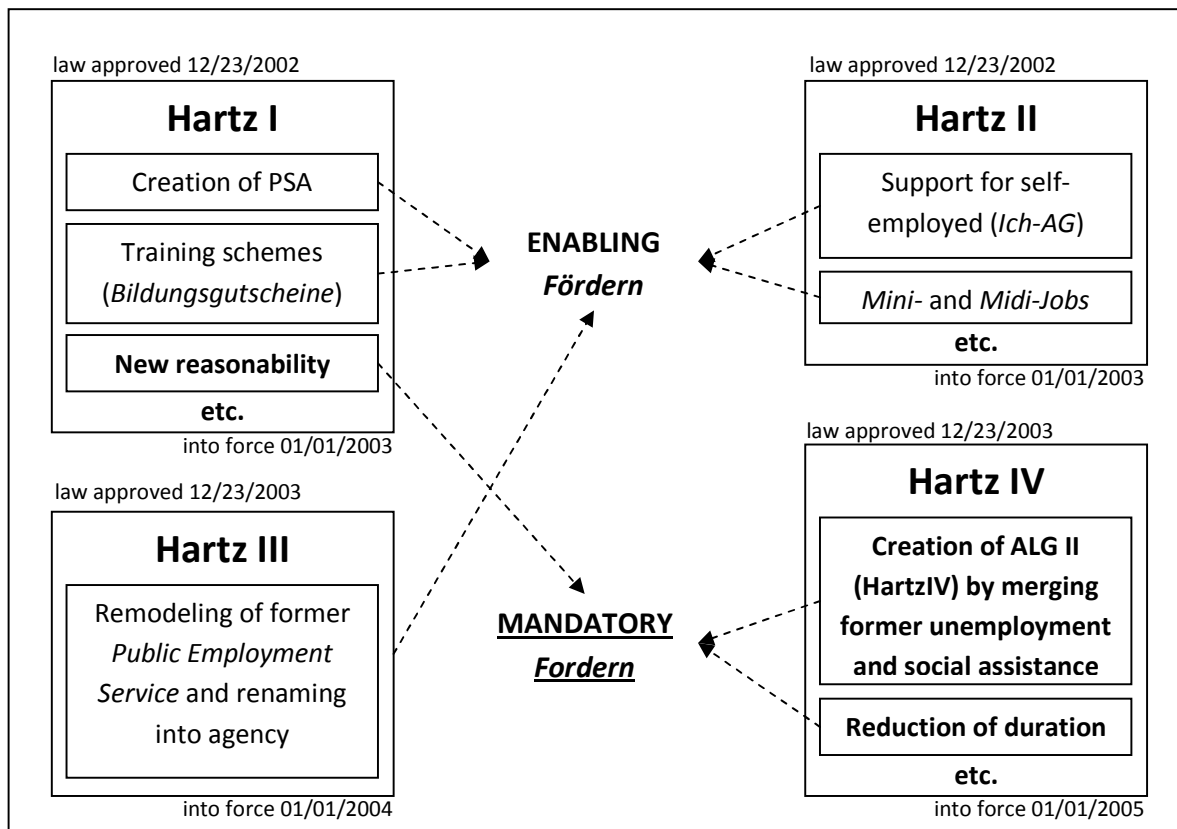 law approved 12/23/2002
Hartz I
Creation of PSA
Training schemes
(Bildungsgutscheine)
New reasonability
etc.
into force 01/01/2003
law approved 12/23/2002
Hartz II
Support for self-
employed (Ich-AG)
Mini- and Midi-Jobs
etc.
into force 01/01/2003
ENABLING
Fördern
MANDATORY
Fordern
law approved 12/23/2003
Hartz III
Remodeling of former
Public Employment
Service and renaming
into agency
into force 01/01/2004
law approved 12/23/2003
Hartz IV
Creation of ALG II
(HartzIV) by merging
former unemployment
and social assistance
Reduction of duration
etc.
into force 01/01/2005